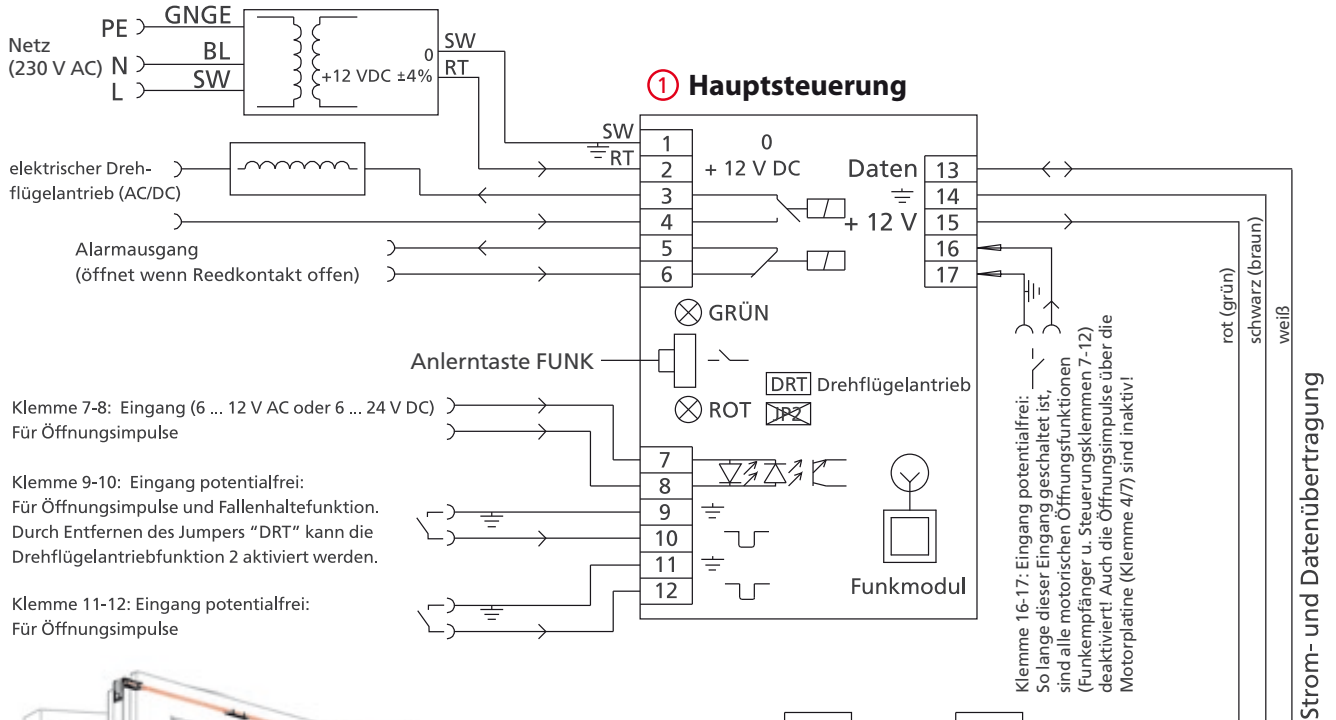 Netz
(230 V AC)
PE
N
L
GNGE
BL
SW
0
+12 VDC ±4%
SW
RT
1 Hauptsteuerung
SW
RT
1
2
3
4
5
6
0
+ 12 V DC
Daten
+ 12 V
13
14
15
16
17
elektrischer Dreh-
flügelantrieb (AC/DC)
Alarmausgang
(öffnet wenn Reedkontakt offen)
GRÜN
Anlerntaste FUNK
DRT Drehflügelantrieb
ROT
JP2
Klemme 7-8: Eingang (6 ... 12 V AC oder 6 ... 24 V DC)
Für Öffnungsimpulse
Klemme 9-10: Eingang potentialfrei:
Für Öffnungsimpulse und Fallenhaltefunktion.
Durch Entfernen des Jumpers "DRT" kann die
Drehflügelantriebfunktion 2 aktiviert werden.
Klemme 11-12: Eingang potentialfrei:
Für Öffnungsimpulse
7
8
9
10
11
12
Funkmodul
Klemme 16-17: Eingang potentialfrei:
So lange dieser Eingang geschaltet ist,
sind alle motorischen Öffnungsfunktionen
(Funkempfänger u. Steuerungsklemmen 7-12)
deaktiviert! Auch die Öffnungsimpulse über die
Motorplatine (Klemme 4/7) sind inaktiv!
rot (grün)
schwarz (braun)
weiß
Strom- und Datenübertragung